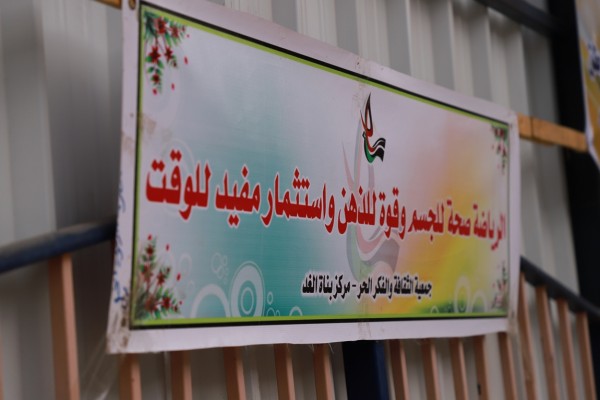 الرياضة صحة للجسم وقوة للذهن واستثمار مفيد للوقت
جمعية الثقافة والفكر الحر - مركز بناة الغد